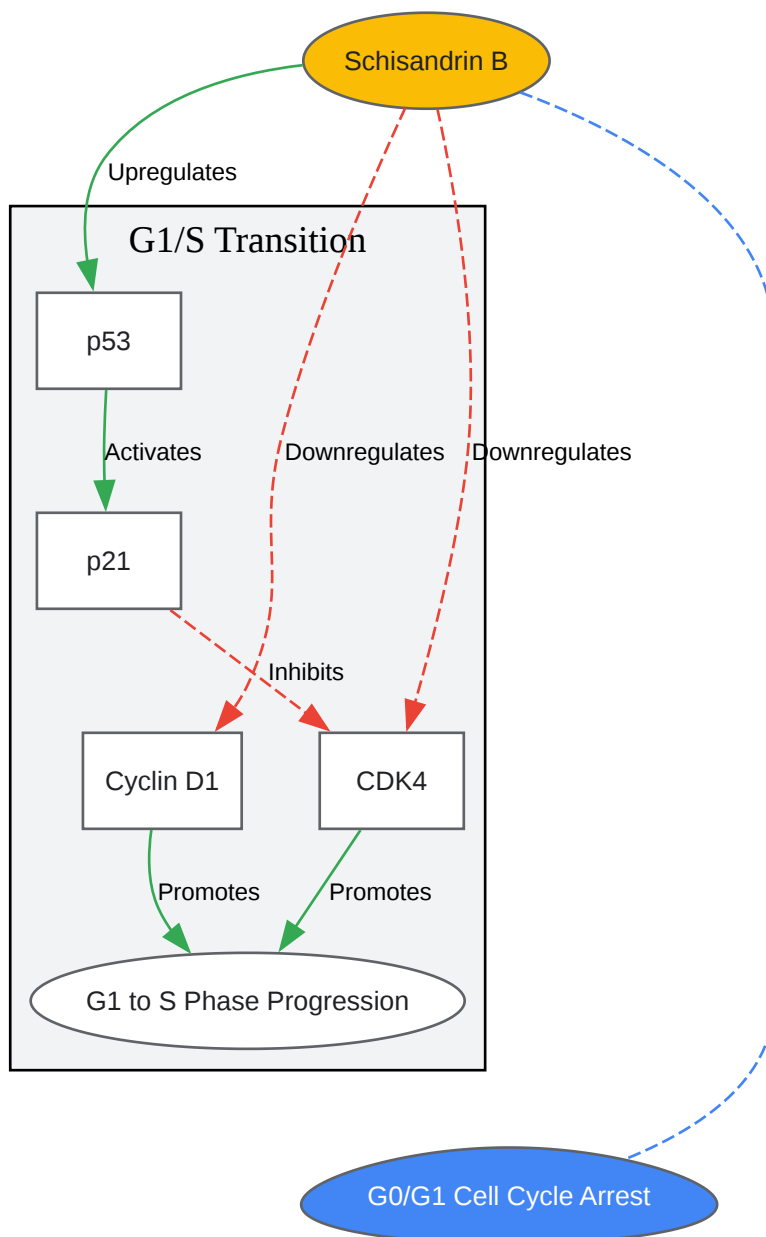 Schisandrin B
Upregulates
G1/S Transition
p53
Activates
Downregulates
Downregulates
p21
Inhibits
Cyclin D1
CDK4
Promotes
Promotes
G1 to S Phase Progression
G0/G1 Cell Cycle Arrest